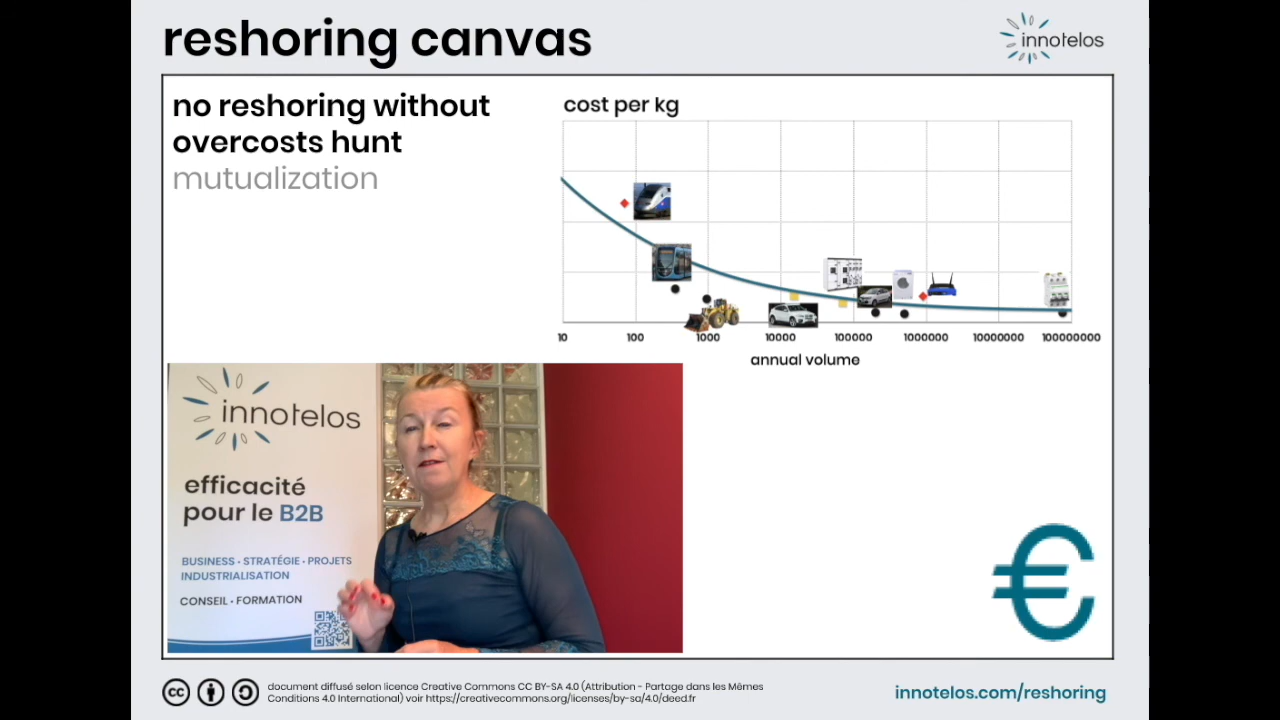 reshoring canvas
innotelos
no reshoring without
overcosts hunt
mutualization
cost per kg
10 100 1000 10000 100000 1000000 10000000 100000000
annual volume
innotelos
efficacité
pour le B2B
BUSINESS • STRATÉGIE • PROJETS
INDUSTRIALISATION
CONSEIL • FORMATION
€
cc
document diffusé selon licence Creative Commons CC BY-SA 4.0 (Attribution - Partage dans les Mêmes
Conditions 4.0 International) voir https://creativecommons.org/licenses/by-sa/4.0/deed.fr
innotelos.com/reshoring